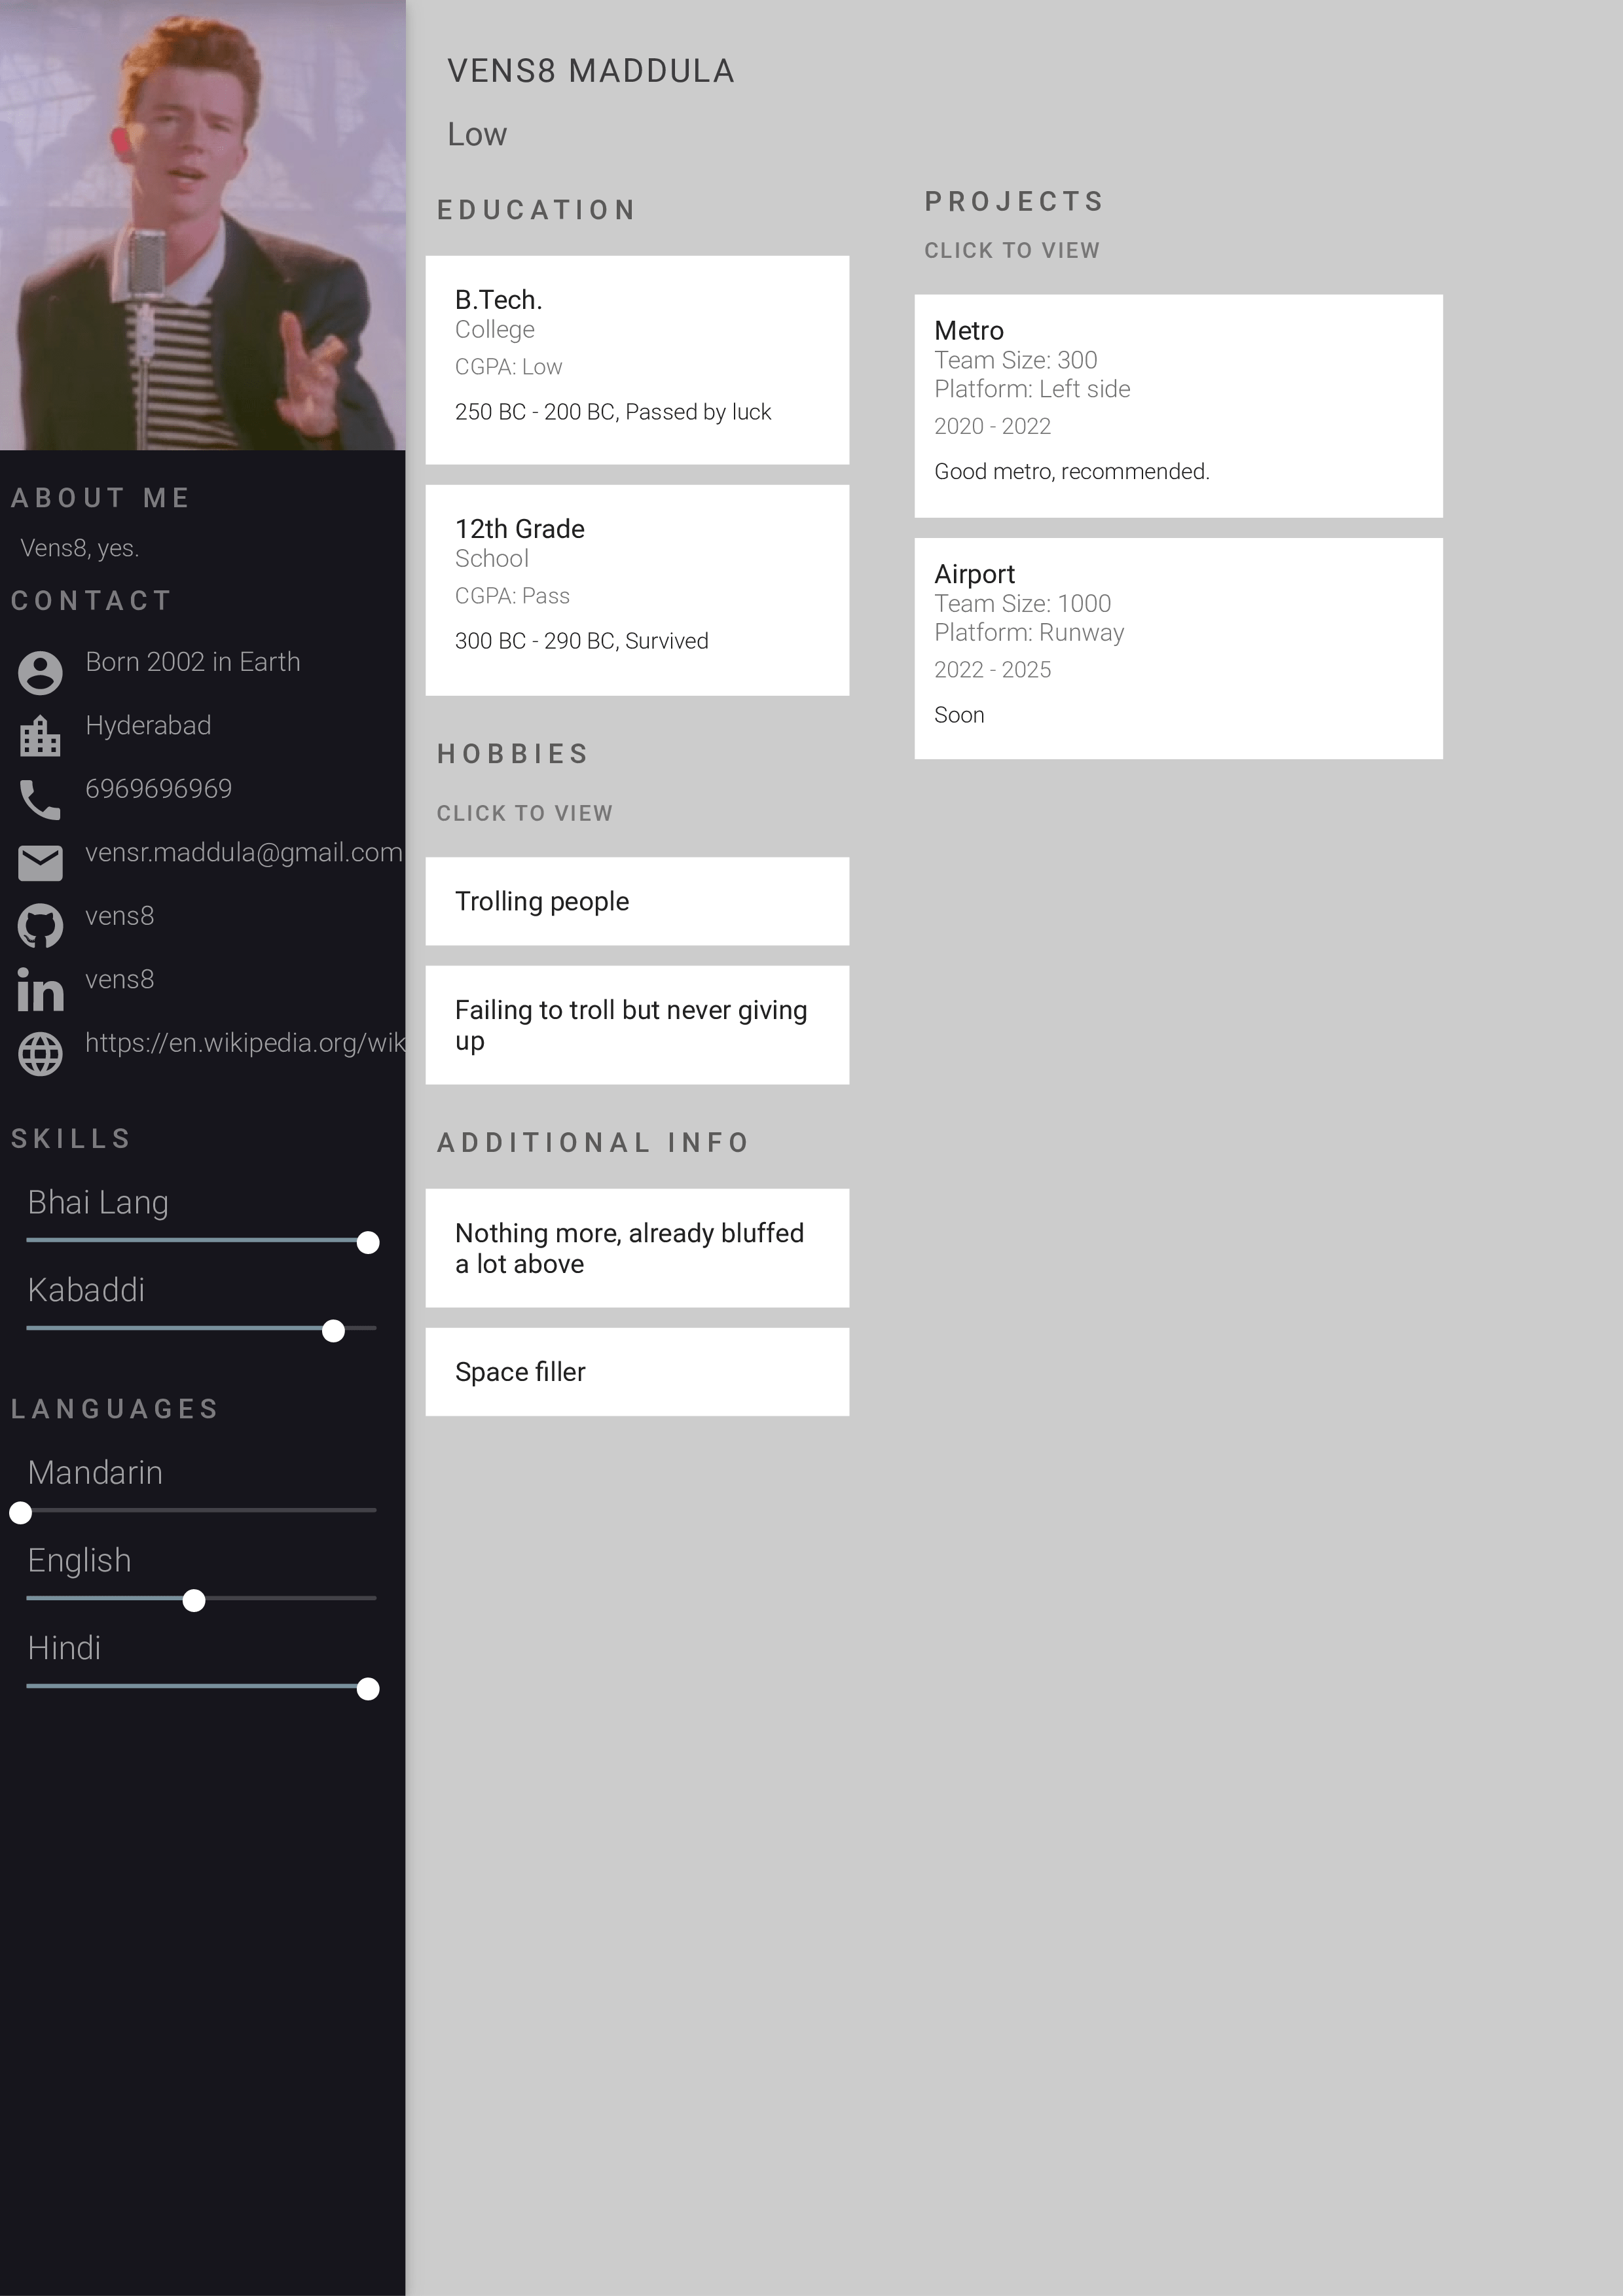 VENS8 MADDULA
Low
ABOUT ME
Vens8, yes.
CONTACT
Born 2002 in Earth
Hyderabad
6969696969
vensr.maddula@gmail.com
vens8
in
vens8
https://en.wikipedia.org/wik
SKILLS
Bhai Lang
Kabaddi
LANGUAGES
Mandarin
English
Hindi
EDUCATION
B.Tech.
College
CGPA: Low
250 BC - 200 BC, Passed by luck
12th Grade
School
CGPA: Pass
300 BC - 290 BC, Survived
HOBBIES
CLICK TO VIEW
Trolling people
Failing to troll but never giving
up
ADDITIONAL INFO
Nothing more, already bluffed
a lot above
Space filler
PROJECTS
CLICK TO VIEW
Metro
Team Size: 300
Platform: Left side
2020 - 2022
Good metro, recommended.
Airport
Team Size: 1000
Platform: Runway
2022 - 2025
Soon